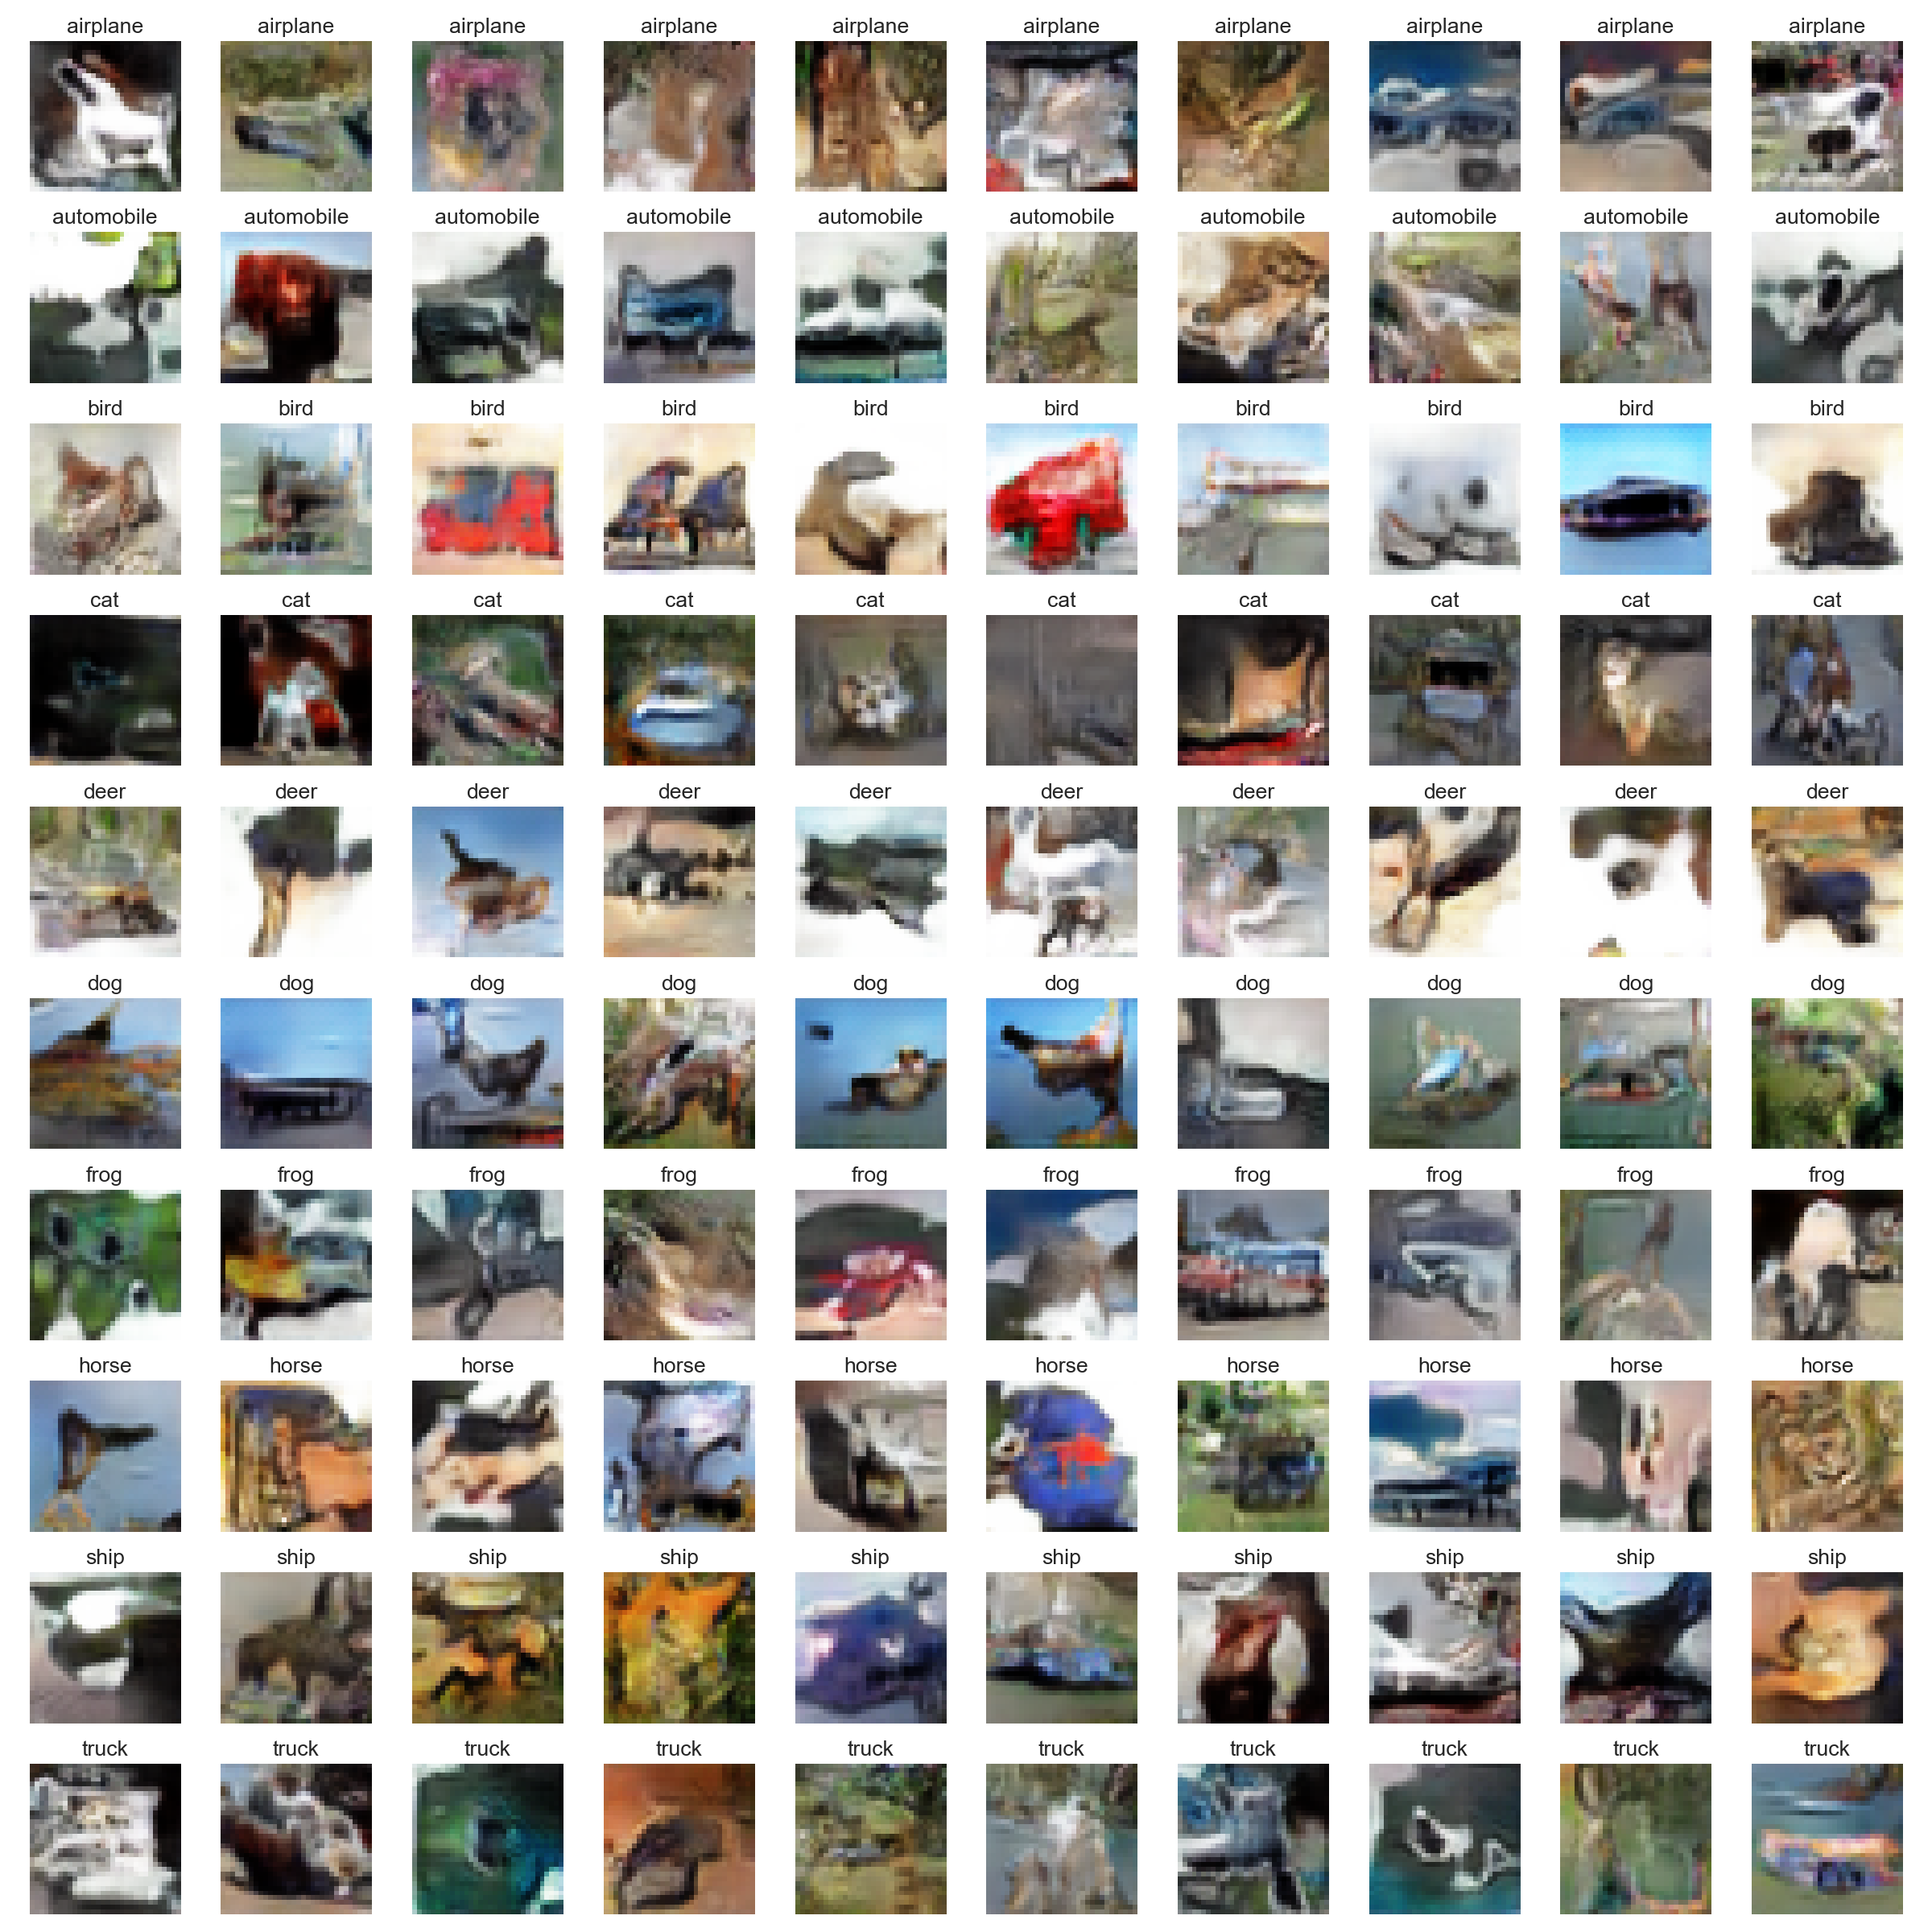 airplane airplane airplane airplane airplane airplane airplane airplane airplane airplane
automobile automobile automobile automobile automobile automobile automobile automobile automobile automobile
bird bird bird bird bird bird bird bird bird bird
cat cat cat cat cat cat cat cat cat cat
deer deer deer deer deer deer deer deer deer deer
dog dog dog dog dog dog dog dog dog dog
frog frog frog frog frog frog frog frog frog frog
horse horse horse horse horse horse horse horse horse horse
ship ship ship ship ship ship ship ship ship ship
truck truck truck truck truck truck truck truck truck truck